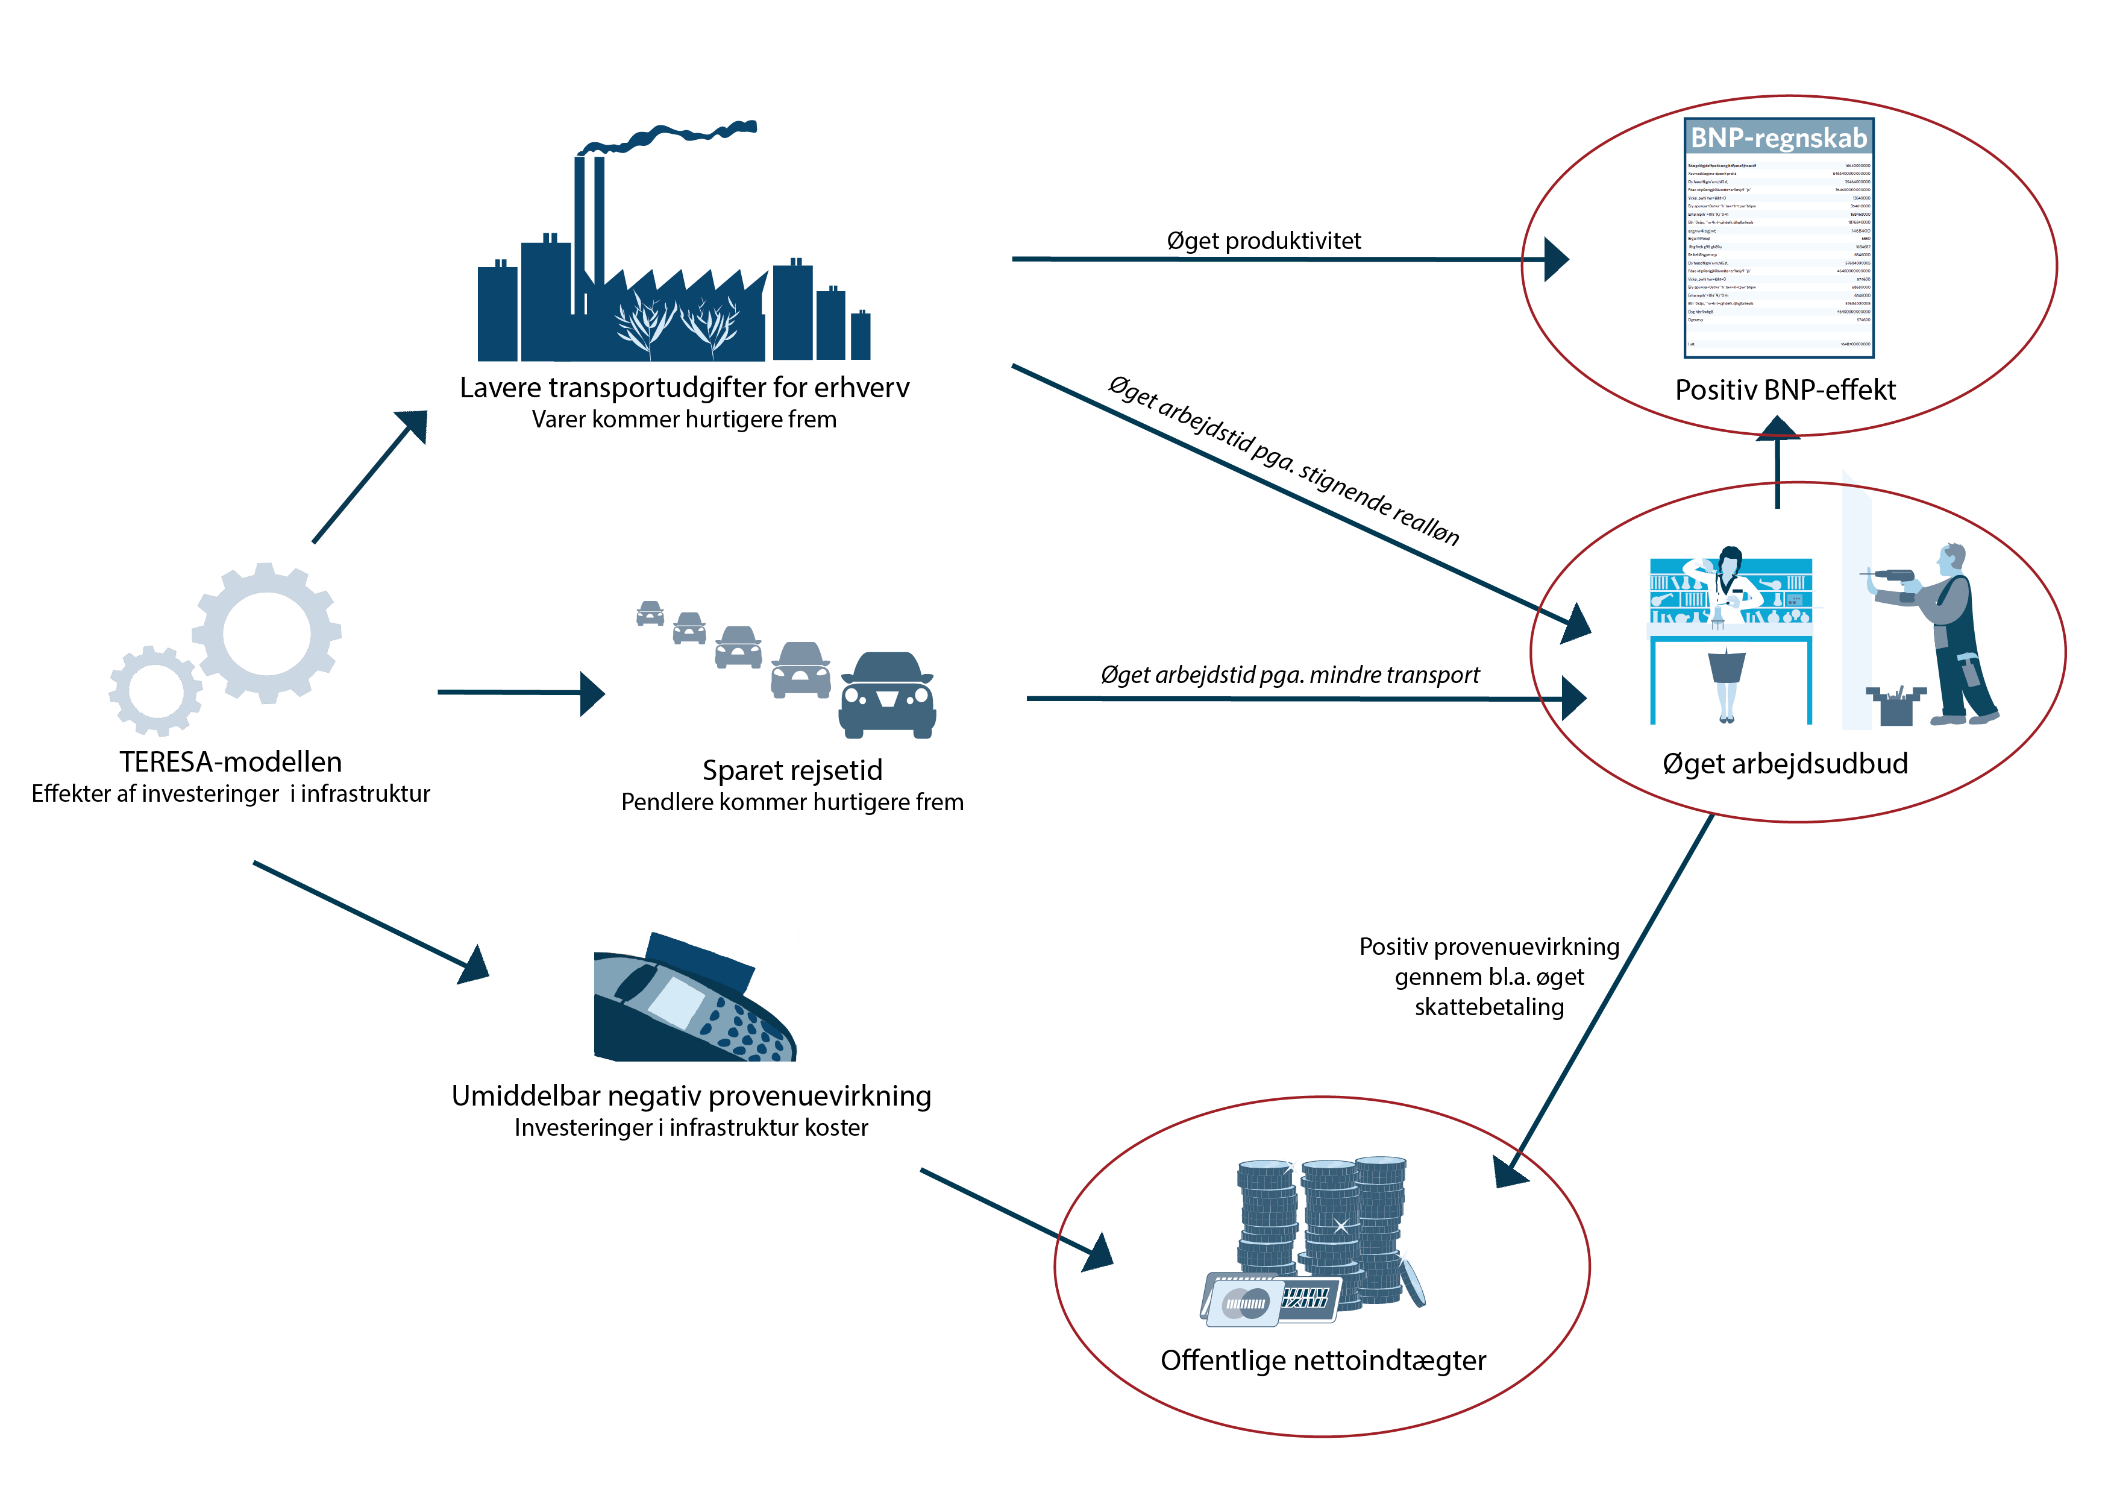 BNP-regnskab
Positiv BNP-effekt
Øget produktivitet
Lavere transportudgifter for erhverv
Varer kommer hurtigere frem
Øget arbejdstid pga. stignende realløn
TERESA-modellen
Effekter af investeringer i infrastruktur
Sparet rejsetid
Pendlere kommer hurtigere frem
Øget arbejdstid pga. mindre transport
Øget arbejdsudbud
Positiv provenuevirkning
gennem bl.a. øget
skattebetaling
Umiddelbar negativ provenuevirkning
Investeringer i infrastruktur koster
Offentlige nettoindtægter